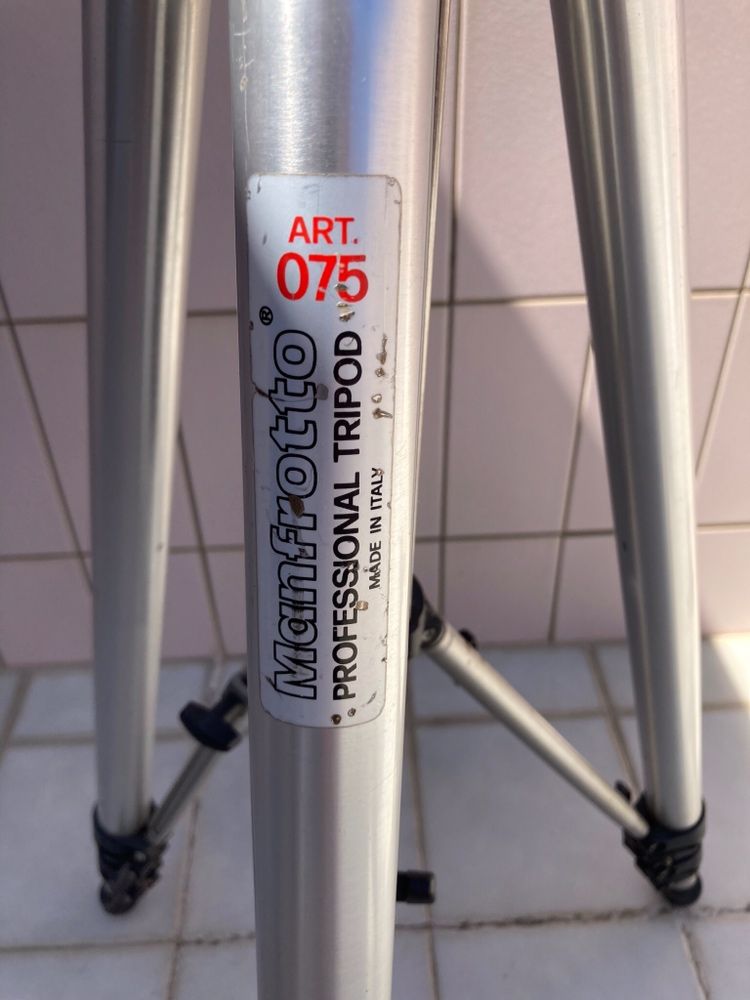 ART.
075
Manfrotto®
PROFESSIONAL TRIPOD
MADE IN ITALY